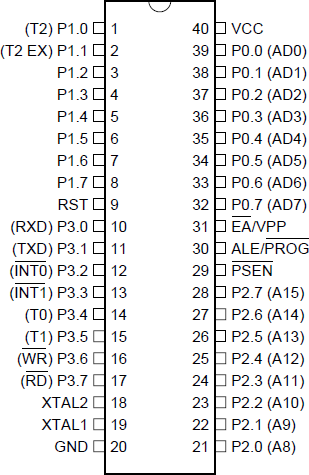 (T2) P1.0 1 40 VCC
(T2 EX) P1.1 2 39 P0.0 (AD0)
P1.2 3 38 P0.1 (AD1)
P1.3 4 37 P0.2 (AD2)
P1.4 5 36 P0.3 (AD3)
P1.5 6 35 P0.4 (AD4)
P1.6 7 34 P0.5 (AD5)
P1.7 8 33 P0.6 (AD6)
RST 9 32 P0.7 (AD7)
(RXD) P3.0 10 31 E̅A̅/VPP
(TXD) P3.1 11 30 ALE/P̅R̅O̅G̅
(I̅N̅T̅0̅) P3.2 12 29 P̅S̅E̅N̅
(I̅N̅T̅1̅) P3.3 13 28 P2.7 (A15)
(T0) P3.4 14 27 P2.6 (A14)
(T1) P3.5 15 26 P2.5 (A13)
(W̅R̅) P3.6 16 25 P2.4 (A12)
(R̅D̅) P3.7 17 24 P2.3 (A11)
XTAL2 18 23 P2.2 (A10)
XTAL1 19 22 P2.1 (A9)
GND 20 21 P2.0 (A8)